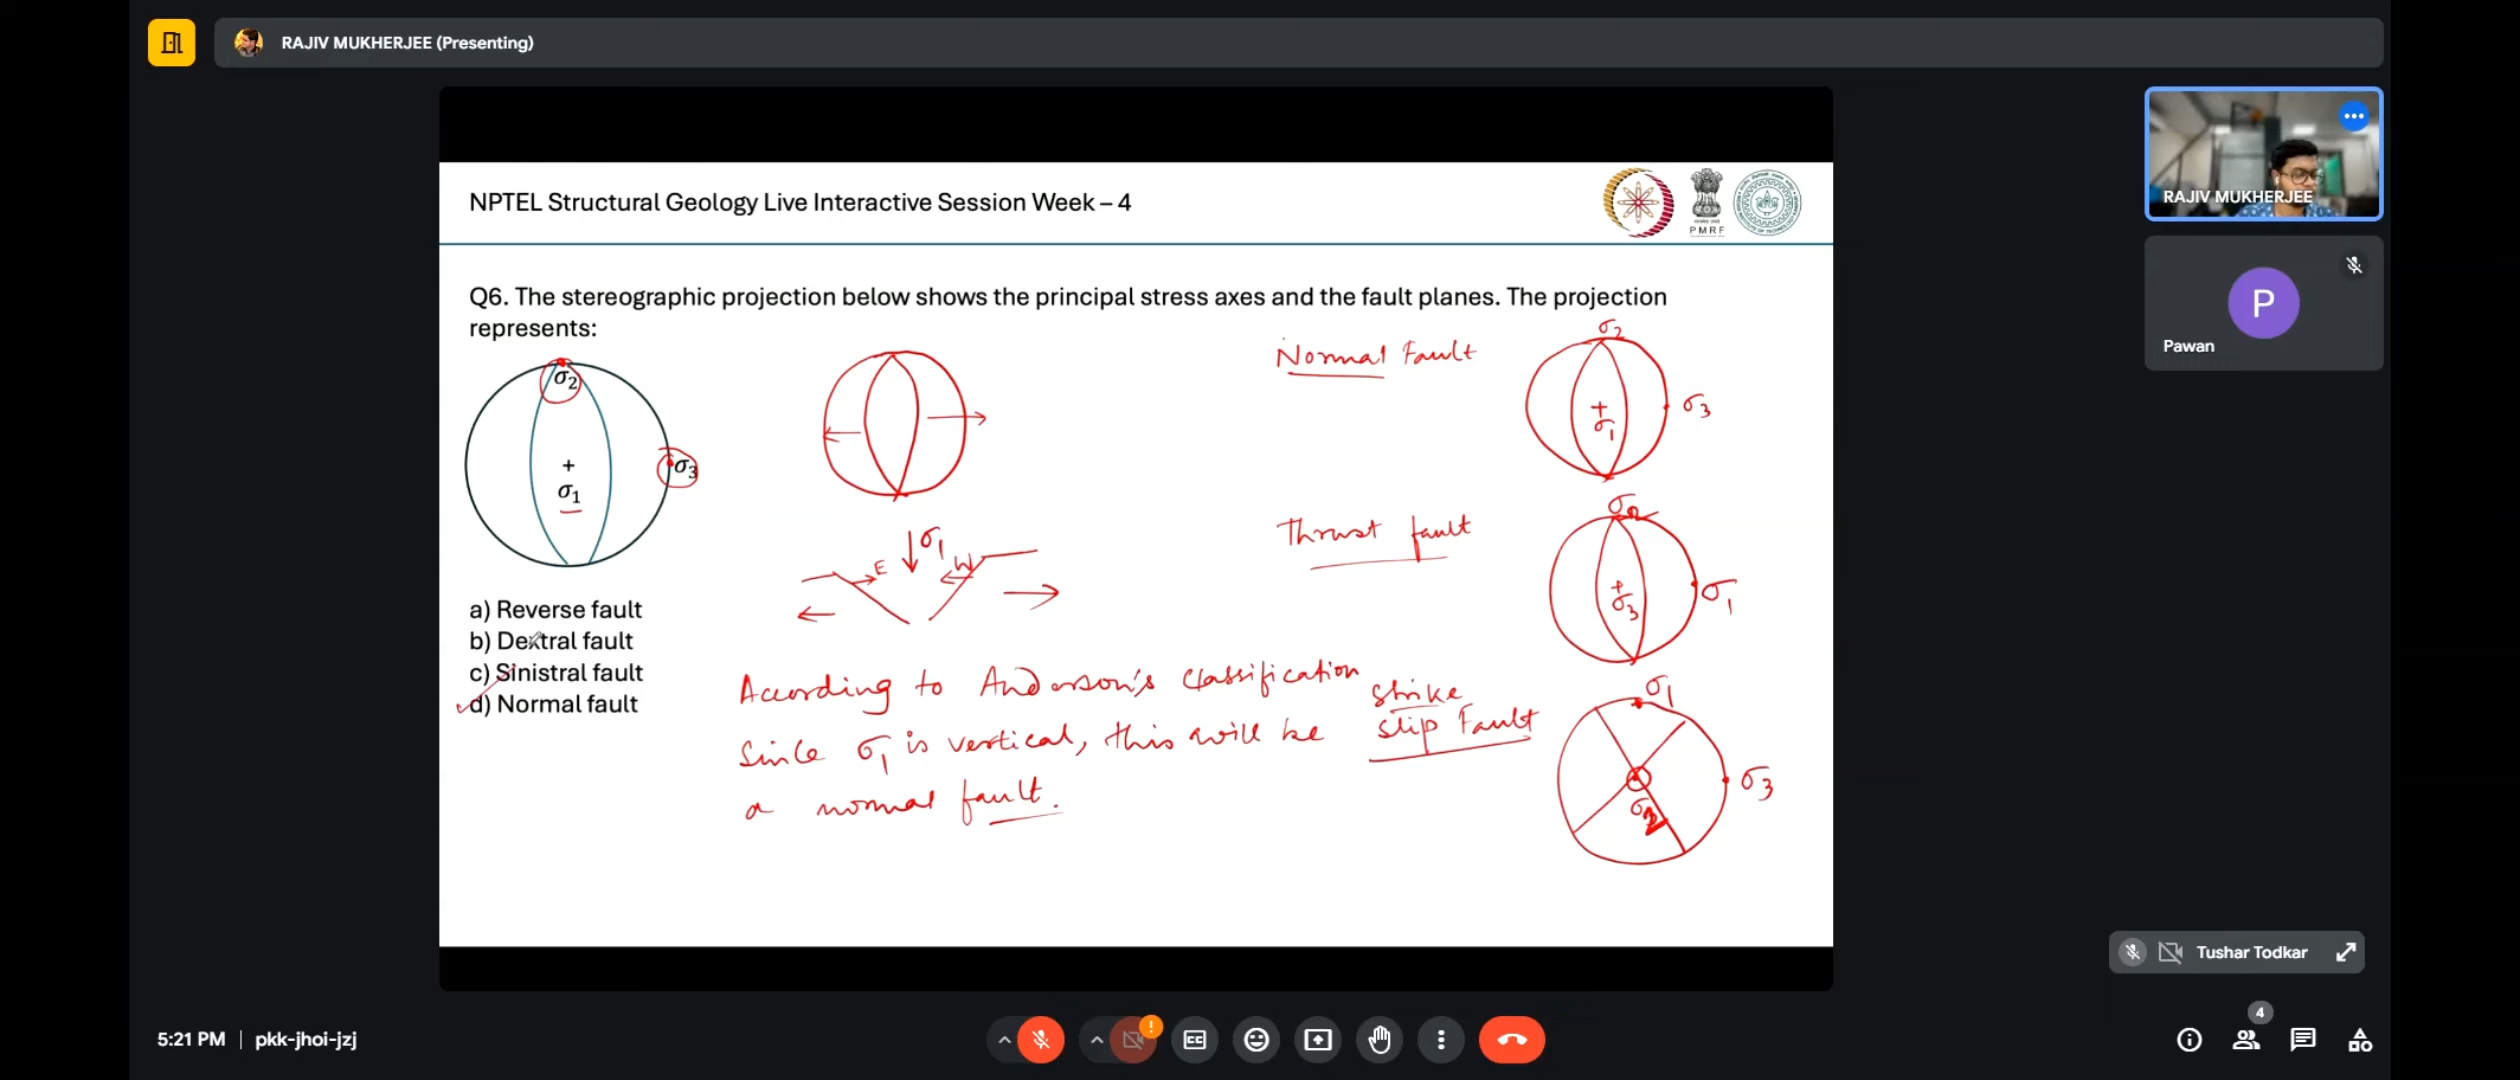 RAJIV MUKHERJEE (Presenting)
NPTEL Structural Geology Live Interactive Session Week – 4
PMRF
Q6. The stereographic projection below shows the principal stress axes and the fault planes. The projection
represents:
σ2
σ3
+
σ1
a) Reverse fault
b) Dextral fault
c) Sinistral fault
d) Normal fault
σ1
E
W
According to Anderson's classification
Since σ1 is vertical, this will be
a normal fault.
Normal Fault
σ2
σ3
+
σ1
Thrust fault
σ2
σ1
+
σ3
strike
slip Fault
σ1
σ3
σ2
RAJIV MUKHERJEE
P
Pawan
Tushar Todkar
5:21 PM | pkk-jhoi-jzj
!
CC
4